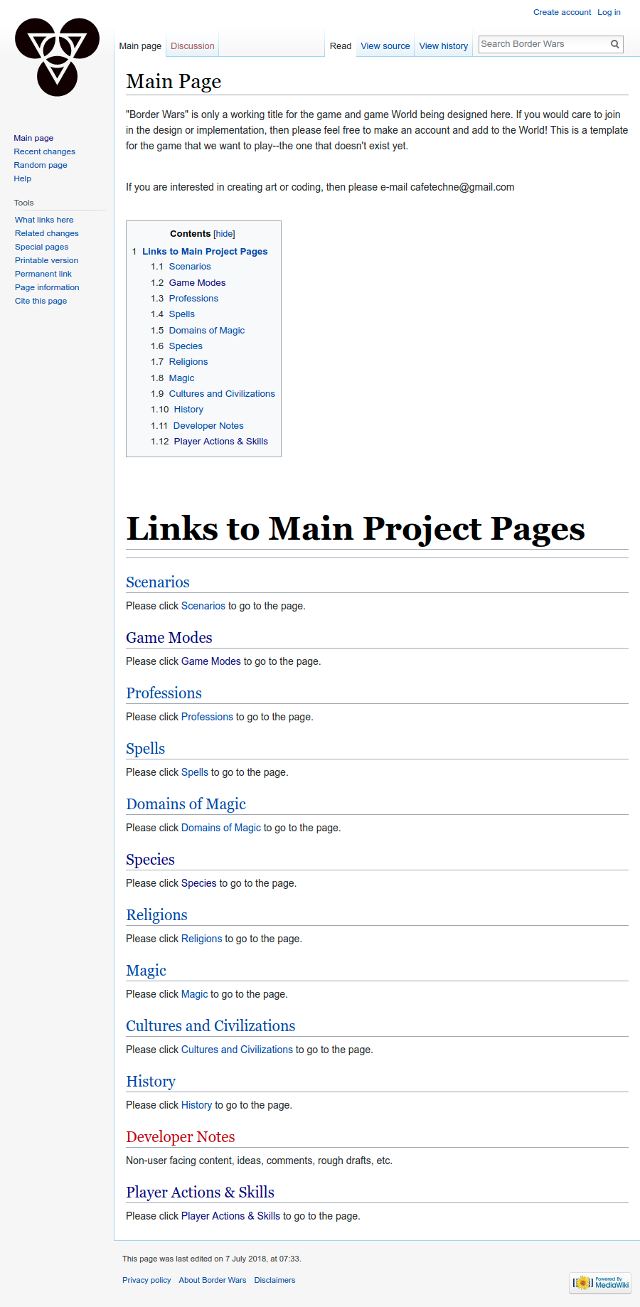 Create account Log in
Main page Discussion Read View source View history Search Border Wars
Main Page
"Border Wars" is only a working title for the game and game World being designed here. If you would care to join
in the design or implementation, then please feel free to make an account and add to the World! This is a template
for the game that we want to play--the one that doesn't exist yet.
If you are interested in creating art or coding, then please e-mail cafetechne@gmail.com
Main page
Recent changes
Random page
Help
Tools
What links here
Related changes
Special pages
Printable version
Permanent link
Page information
Cite this page
Contents [hide]
1 Links to Main Project Pages
1.1 Scenarios
1.2 Game Modes
1.3 Professions
1.4 Spells
1.5 Domains of Magic
1.6 Species
1.7 Religions
1.8 Magic
1.9 Cultures and Civilizations
1.10 History
1.11 Developer Notes
1.12 Player Actions & Skills
Links to Main Project Pages
Scenarios
Please click Scenarios to go to the page.
Game Modes
Please click Game Modes to go to the page.
Professions
Please click Professions to go to the page.
Spells
Please click Spells to go to the page.
Domains of Magic
Please click Domains of Magic to go to the page.
Species
Please click Species to go to the page.
Religions
Please click Religions to go to the page.
Magic
Please click Magic to go to the page.
Cultures and Civilizations
Please click Cultures and Civilizations to go to the page.
History
Please click History to go to the page.
Developer Notes
Non-user facing content, ideas, comments, rough drafts, etc.
Player Actions & Skills
Please click Player Actions & Skills to go to the page.
This page was last edited on 7 July 2018, at 07:33.
Privacy policy About Border Wars Disclaimers
Powered By
MediaWiki